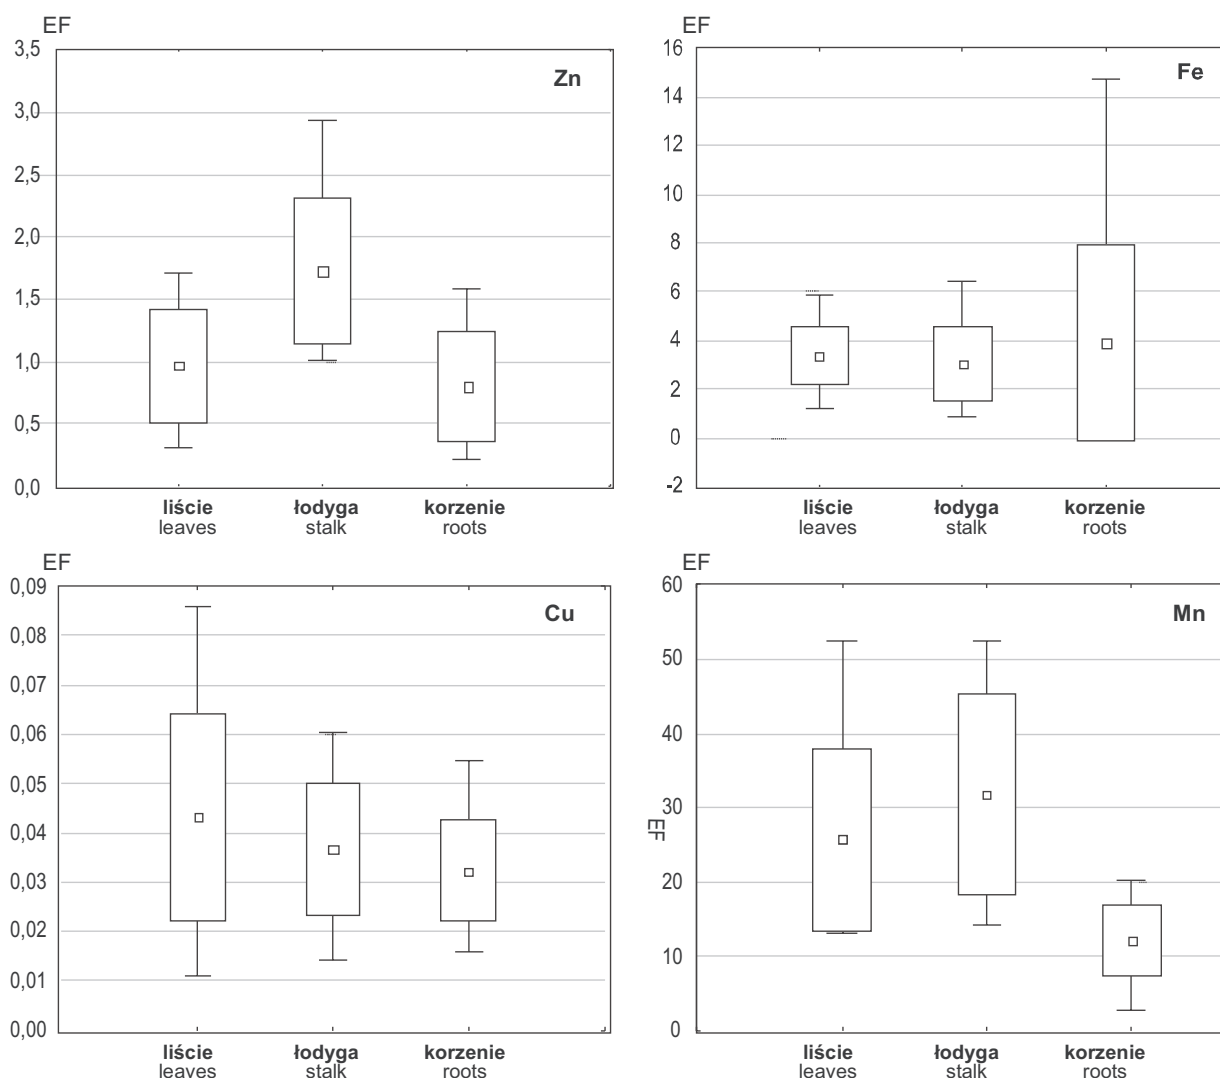 EF
3,5
Zn
3,0
2,5
2,0
1,5
1,0
0,5
0,0
liście łodyga korzenie
leaves stalk roots
EF
16
Fe
14
12
10
8
6
4
2
0
-2
liście łodyga korzenie
leaves stalk roots
EF
0,09
Cu
0,08
0,07
0,06
0,05
0,04
0,03
0,02
0,01
0,00
liście łodyga korzenie
leaves stalk roots
EF
60
Mn
50
40
30
EF
20
10
0
liście łodyga korzenie
leaves stalk roots